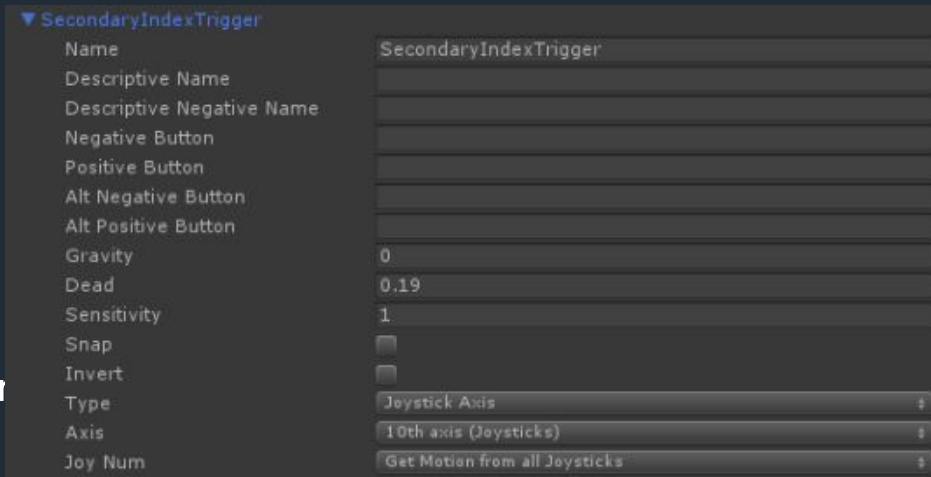 SecondaryIndexTrigger
Name SecondaryIndexTrigger
Descriptive Name
Descriptive Negative Name
Negative Button
Positive Button
Alt Negative Button
Alt Positive Button
Gravity 0
Dead 0.19
Sensitivity 1
Snap
Invert
Type Joystick Axis
Axis 10th axis (Joysticks)
Joy Num Get Motion from all Joysticks